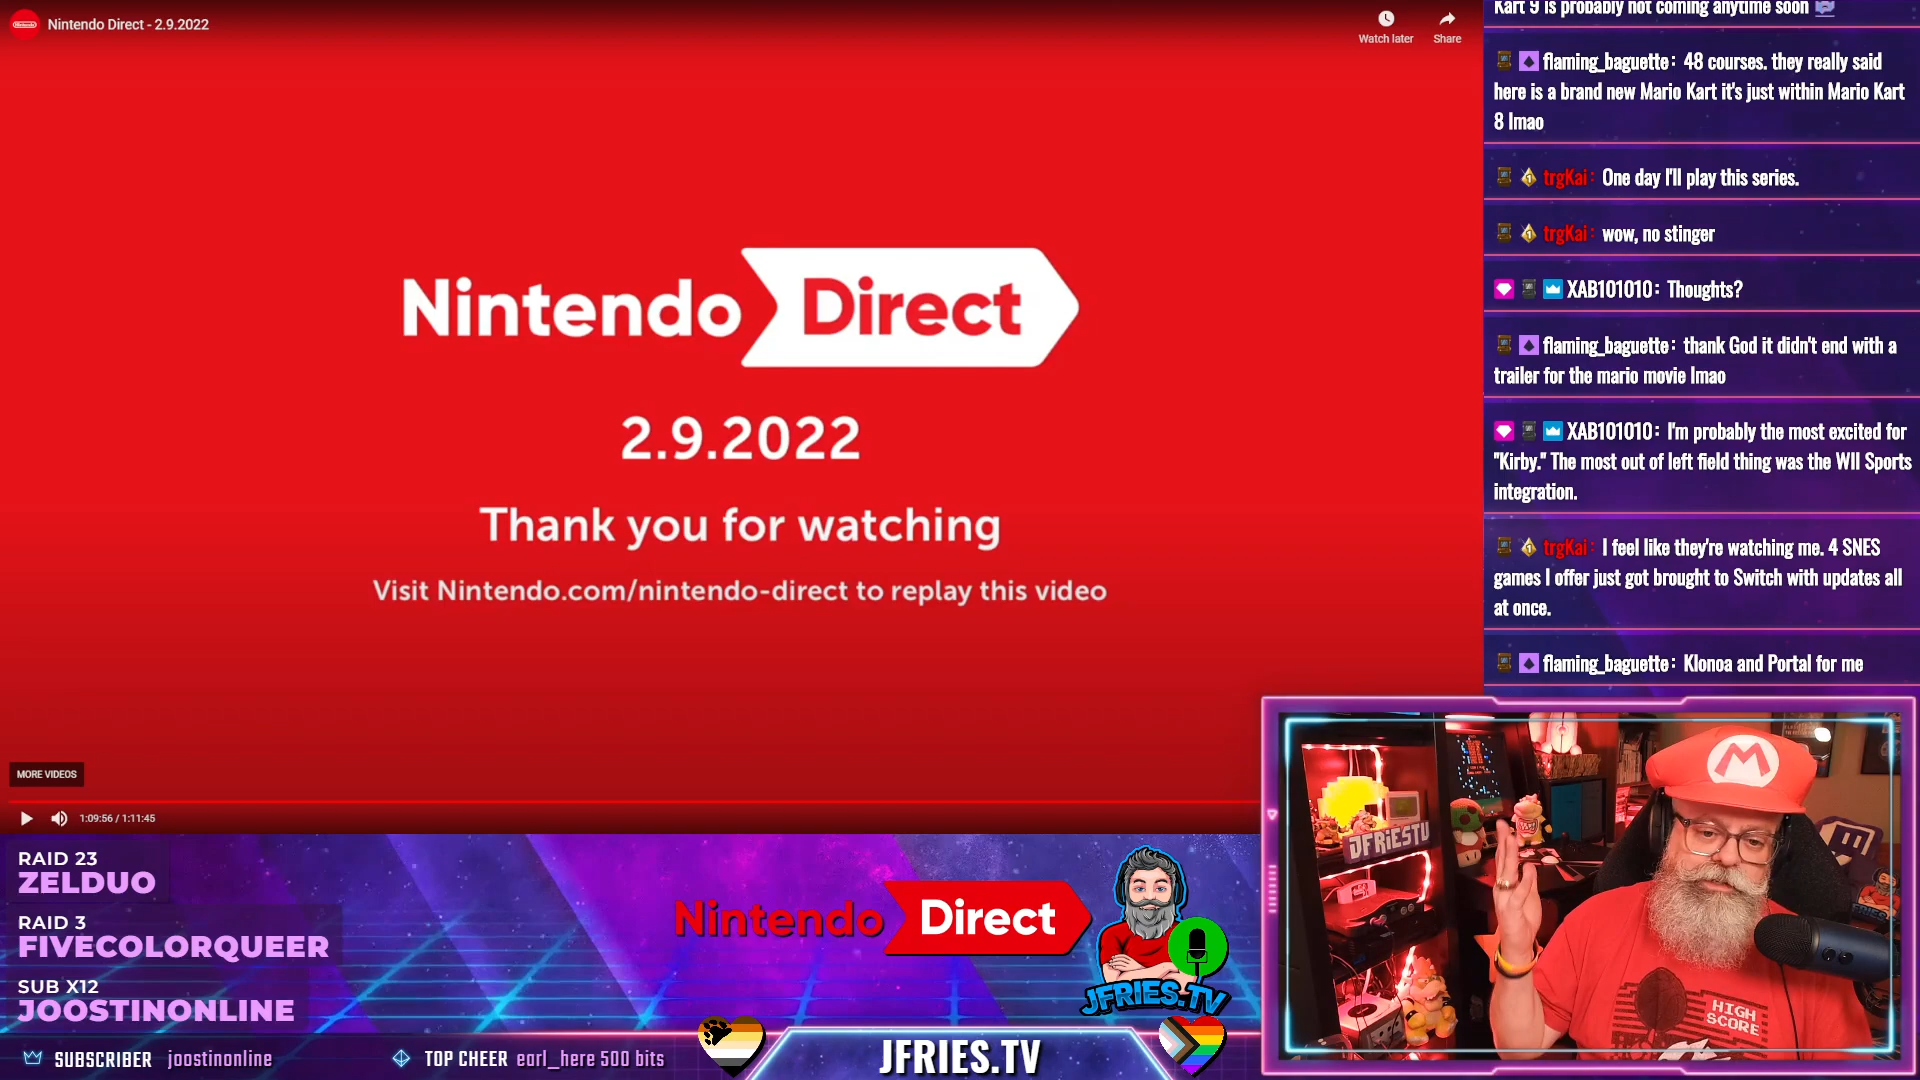 Nintendo Direct - 2.9.2022
Watch later
Share
Nintendo Direct
2.9.2022
Thank you for watching
Visit Nintendo.com/nintendo-direct to replay this video
MORE VIDEOS
1:09:56 / 1:11:45
Kart 9 is probably not coming anytime soon
flaming_baguette: 48 courses. they really said
here is a brand new Mario Kart it's just within Mario Kart
8 lmao
trgKai: One day I'll play this series.
trgKai: wow, no stinger
XAB101010: Thoughts?
flaming_baguette: thank God it didn't end with a
trailer for the mario movie lmao
XAB101010: I'm probably the most excited for
"Kirby." The most out of left field thing was the WII Sports
integration.
trgKai: I feel like they're watching me. 4 SNES
games I offer just got brought to Switch with updates all
at once.
flaming_baguette: Klonoa and Portal for me
RAID 23
ZELDUO
RAID 3
FIVECOLORQUEER
SUB X12
JOOSTINONLINE
Nintendo Direct
JFRIES.TV
SUBSCRIBER joostinonline
TOP CHEER earl_here 500 bits
JFRIES.TV
JFRIESTV
M
HIGH
SCORE